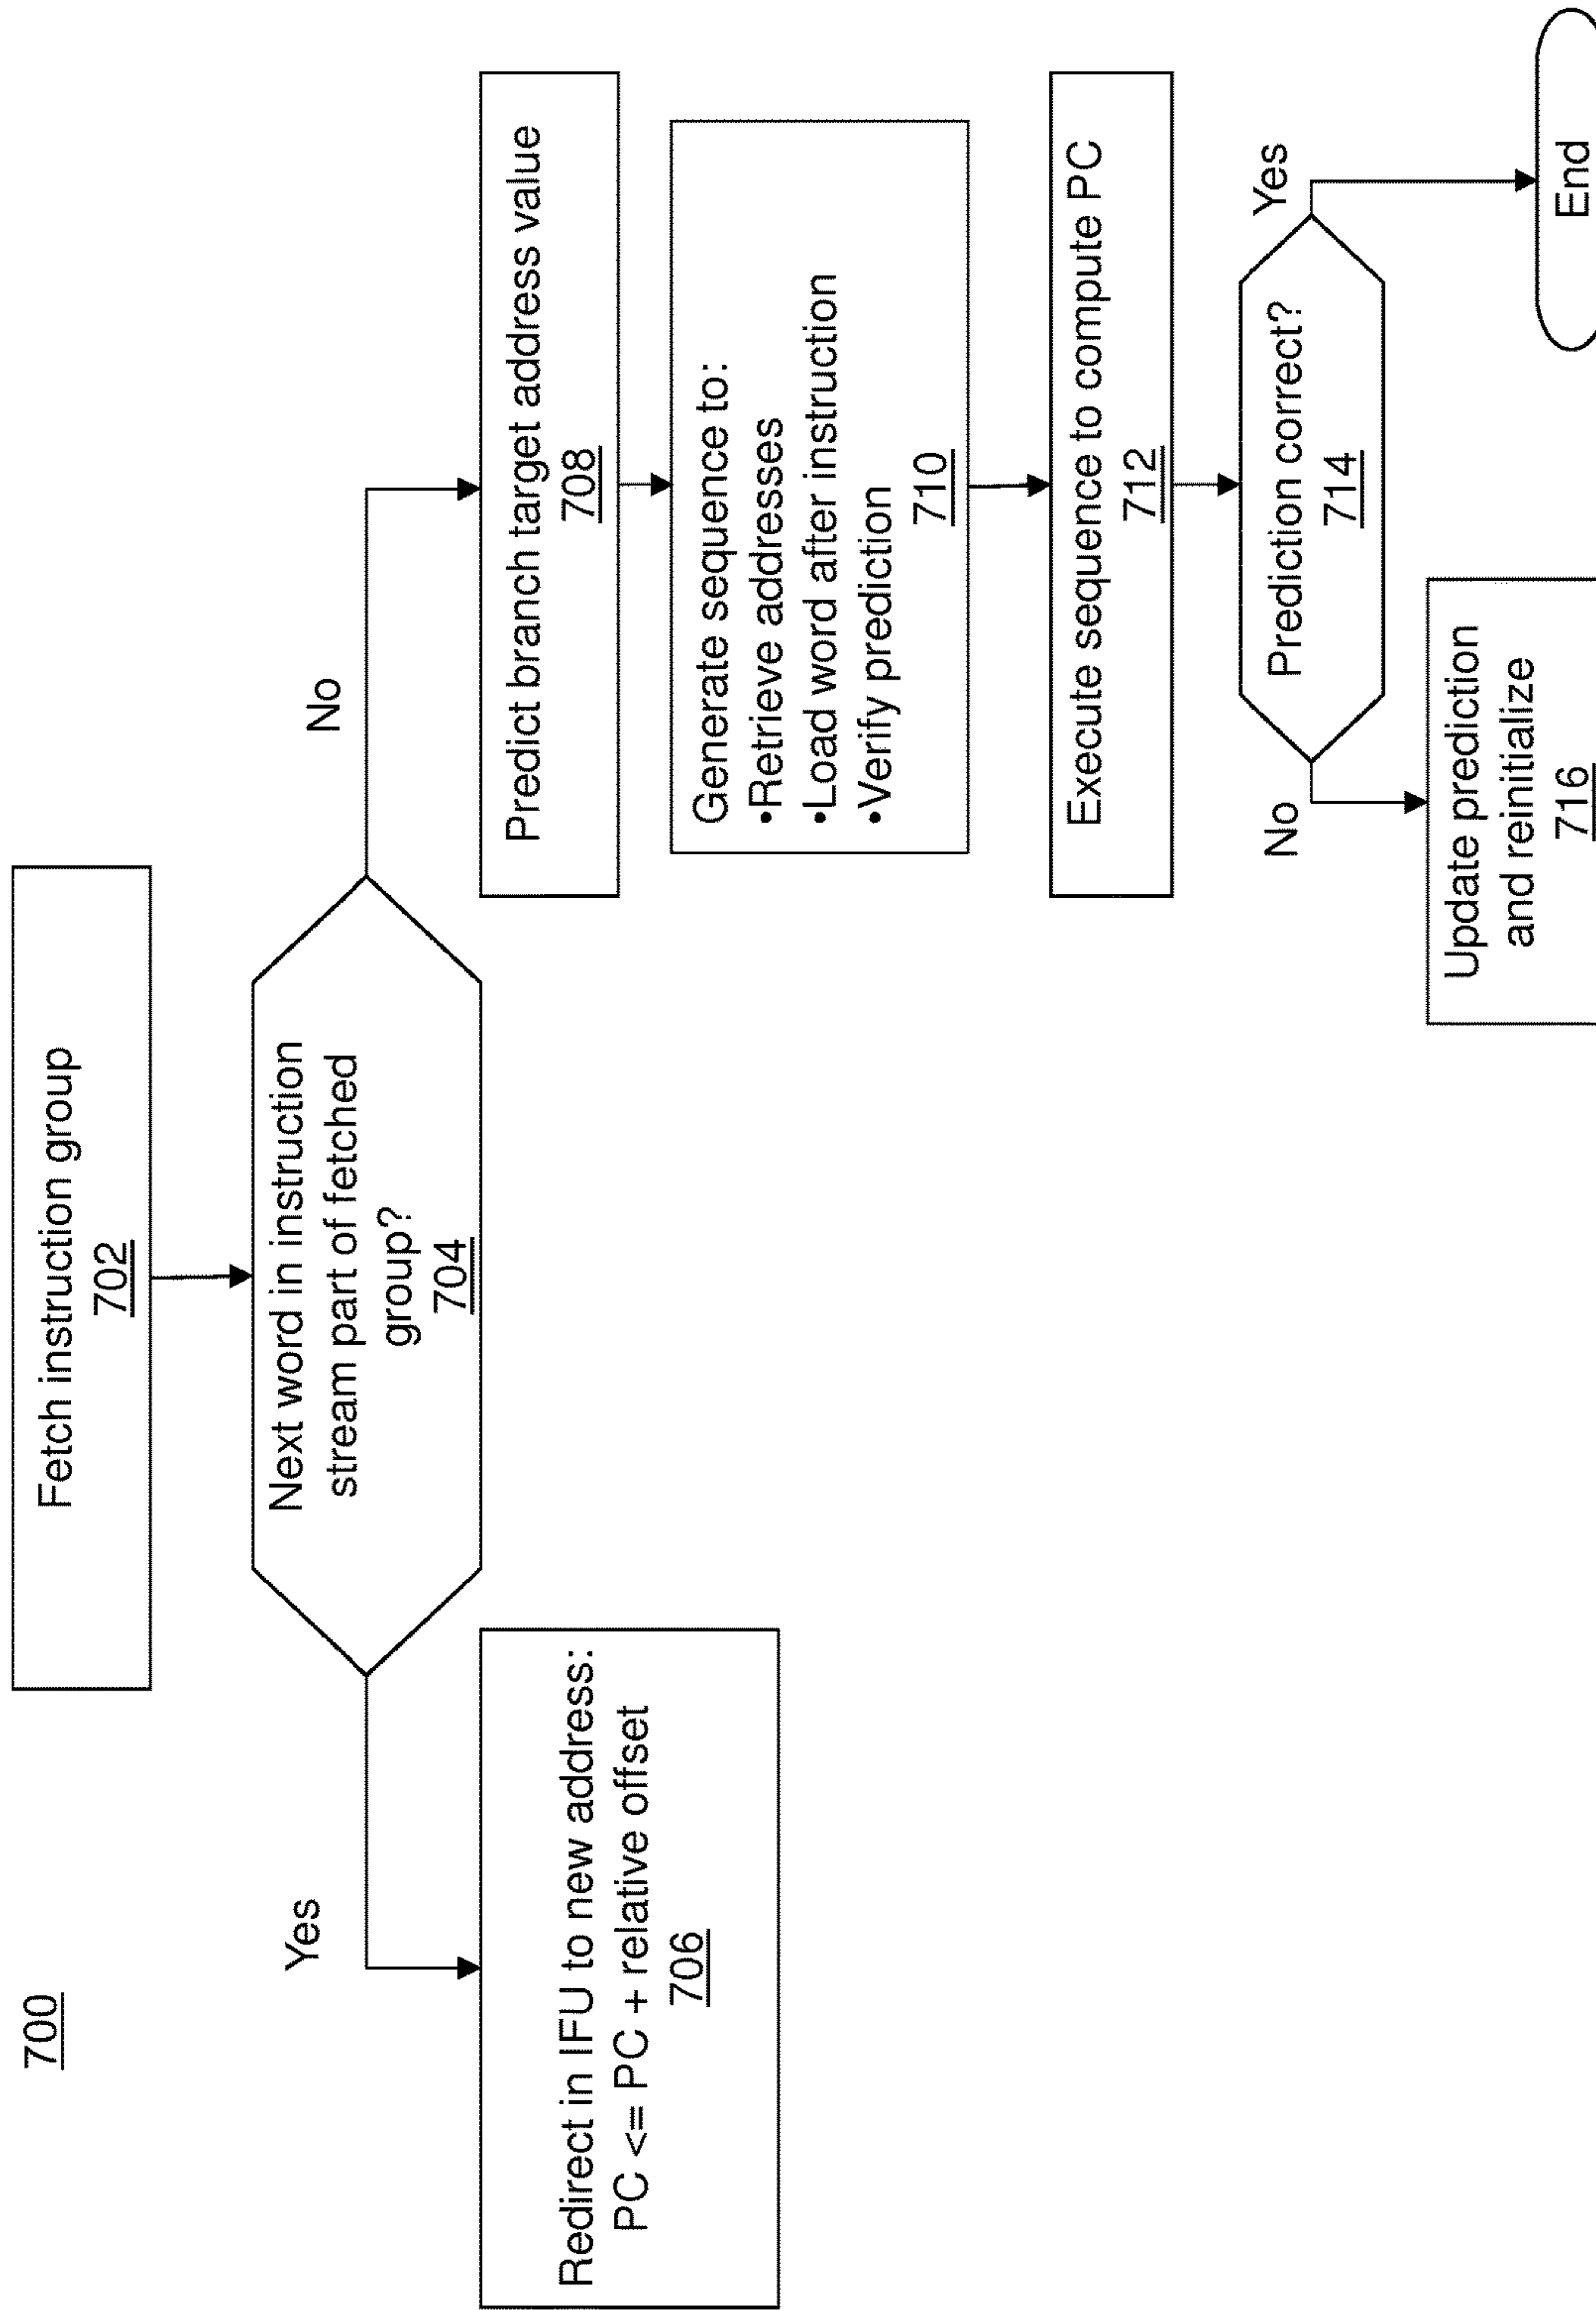 700
Fetch instruction group
702
Next word in instruction
stream part of fetched
group?
704
Yes
No
Redirect in IFU to new address:
PC <= PC + relative offset
706
Predict branch target address value
708
Generate sequence to:
•Retrieve addresses
•Load word after instruction
•Verify prediction
710
Execute sequence to compute PC
712
Prediction correct?
714
No
Yes
Update prediction
and reinitialize
716
End